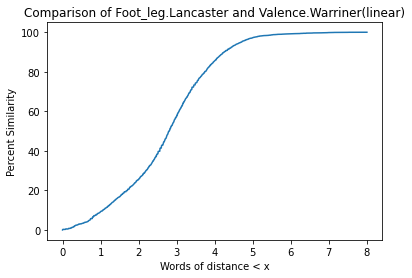 Comparison of Foot_leg.Lancaster and Valence.Warriner(linear)
100
80
60
40
20
0
Percent Similarity
0 1 2 3 4 5 6 7 8
Words of distance < x